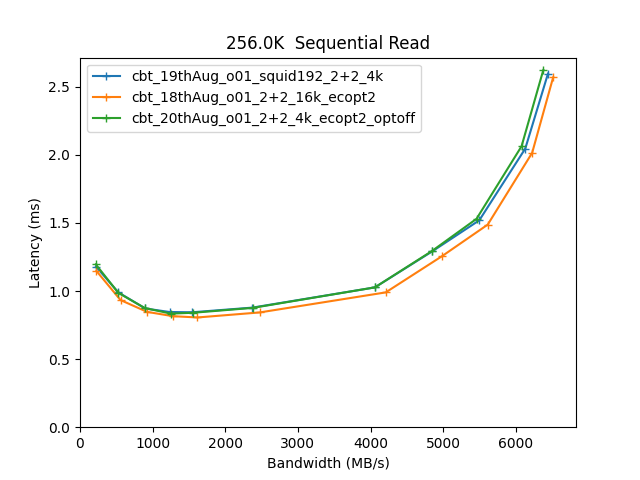 256.0K  Sequential Read
cbt_19thAug_o01_squid192_2+2_4k
cbt_18thAug_o01_2+2_16k_ecopt2
cbt_20thAug_o01_2+2_4k_ecopt2_optoff
Latency (ms)
2.5
2.0
1.5
1.0
0.5
0.0
0 1000 2000 3000 4000 5000 6000
Bandwidth (MB/s)